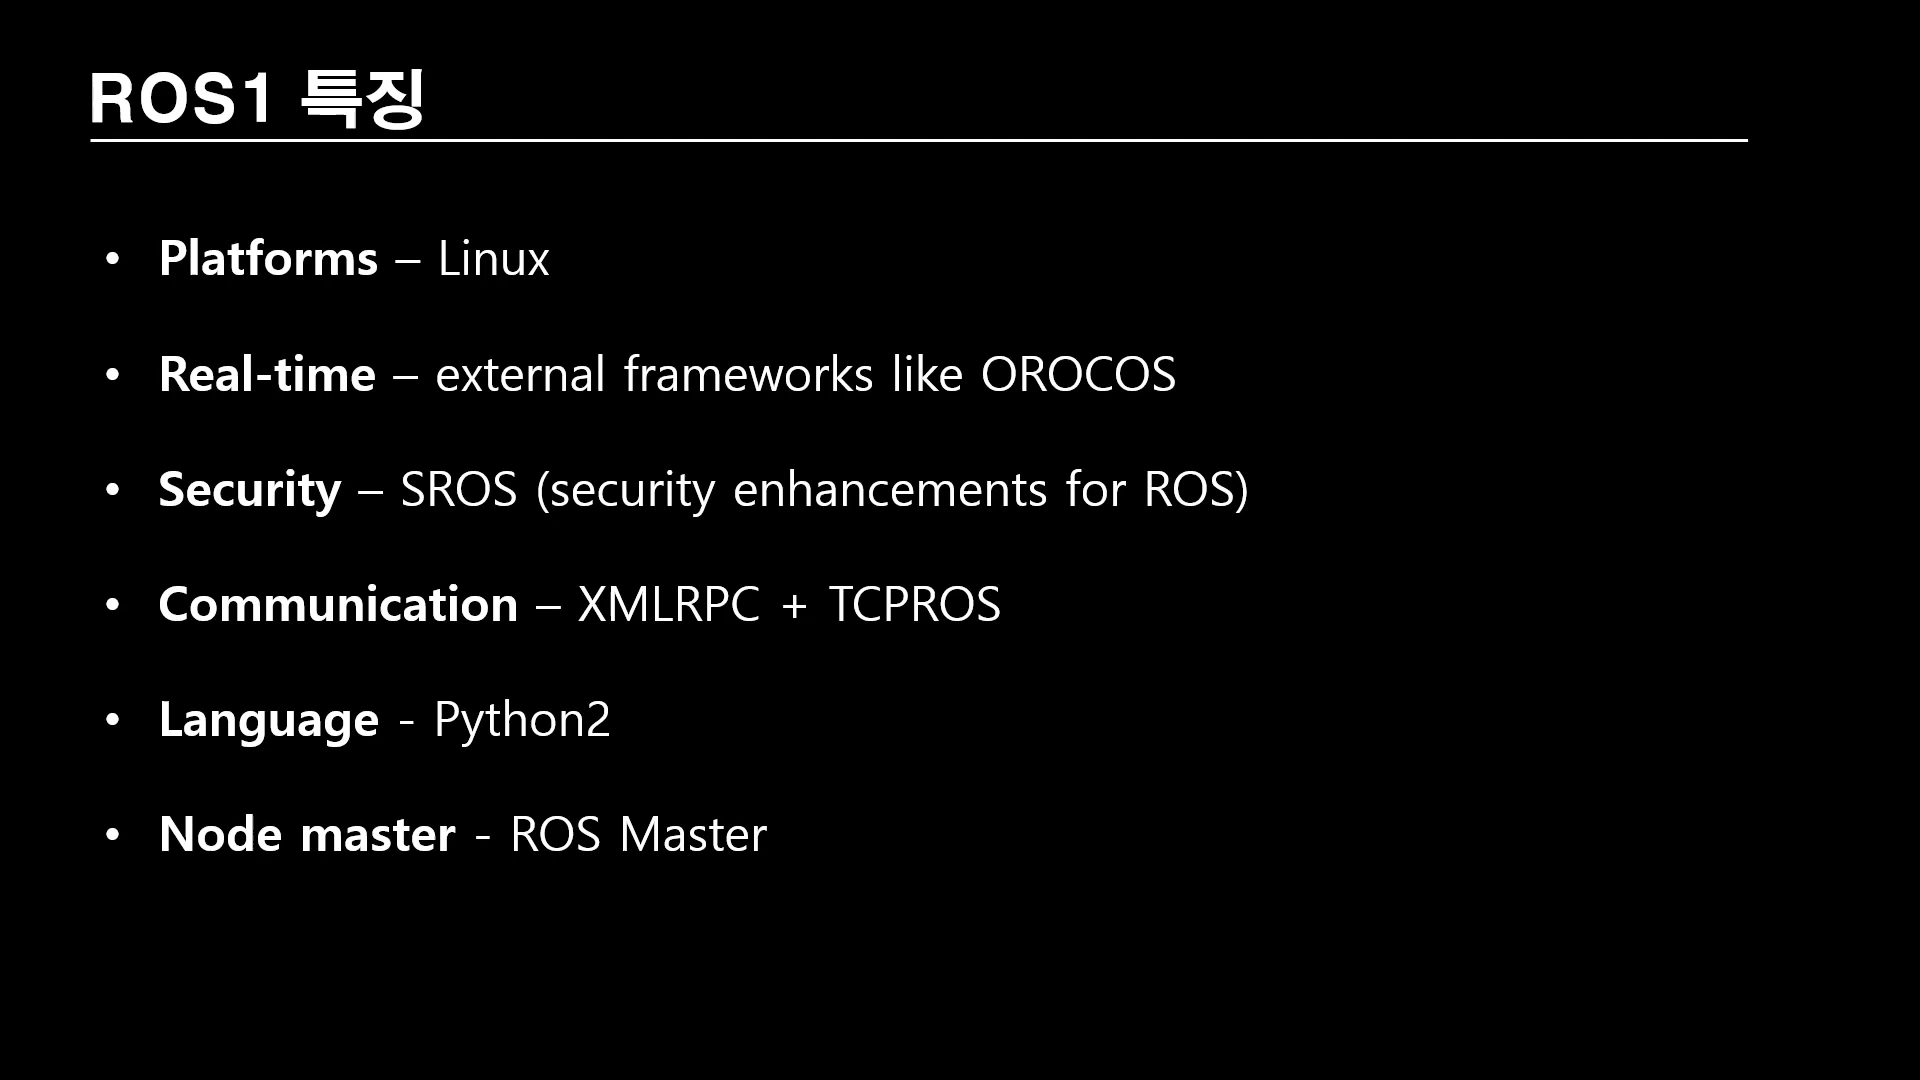 ROS1 특징
• Platforms – Linux
• Real-time – external frameworks like OROCOS
• Security – SROS (security enhancements for ROS)
• Communication – XMLRPC + TCPROS
• Language - Python2
• Node master - ROS Master